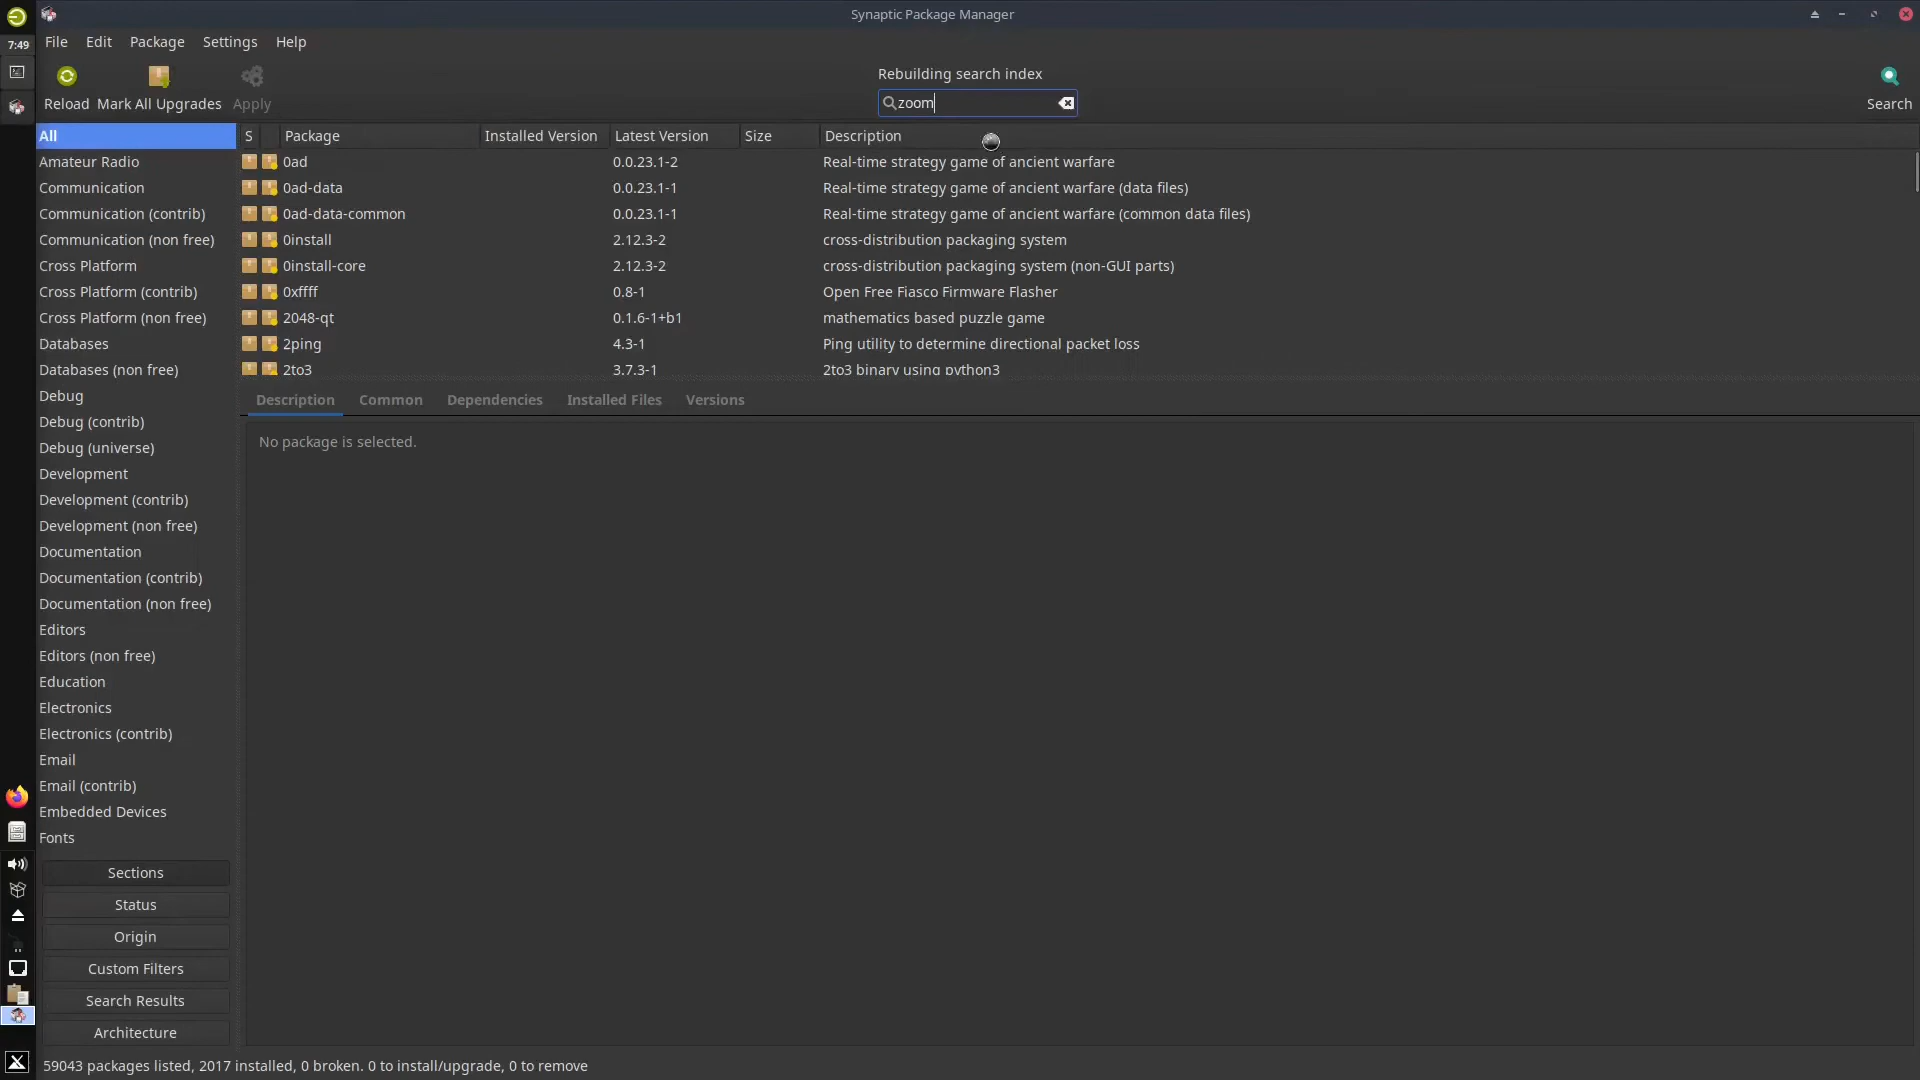 Synaptic Package Manager
7:49
File Edit Package Settings Help
Rebuilding search index
Reload Mark All Upgrades Apply
zoom
Search
All
S Package Installed Version Latest Version Size Description
Amateur Radio
Communication
Communication (contrib)
Communication (non free)
Cross Platform
Cross Platform (contrib)
Cross Platform (non free)
Databases
Databases (non free)
Debug
Debug (contrib)
Debug (universe)
Development
Development (contrib)
Development (non free)
Documentation
Documentation (contrib)
Documentation (non free)
Editors
Editors (non free)
Education
Electronics
Electronics (contrib)
Email
Email (contrib)
Embedded Devices
Fonts
0ad 0.0.23.1-2 Real-time strategy game of ancient warfare
0ad-data 0.0.23.1-1 Real-time strategy game of ancient warfare (data files)
0ad-data-common 0.0.23.1-1 Real-time strategy game of ancient warfare (common data files)
0install 2.12.3-2 cross-distribution packaging system
0install-core 2.12.3-2 cross-distribution packaging system (non-GUI parts)
0xffff 0.8-1 Open Free Fiasco Firmware Flasher
2048-qt 0.1.6-1+b1 mathematics based puzzle game
2ping 4.3-1 Ping utility to determine directional packet loss
2to3 3.7.3-1 2to3 binary using python3
Description Common Dependencies Installed Files Versions
No package is selected.
Sections
Status
Origin
Custom Filters
Search Results
Architecture
59043 packages listed, 2017 installed, 0 broken. 0 to install/upgrade, 0 to remove